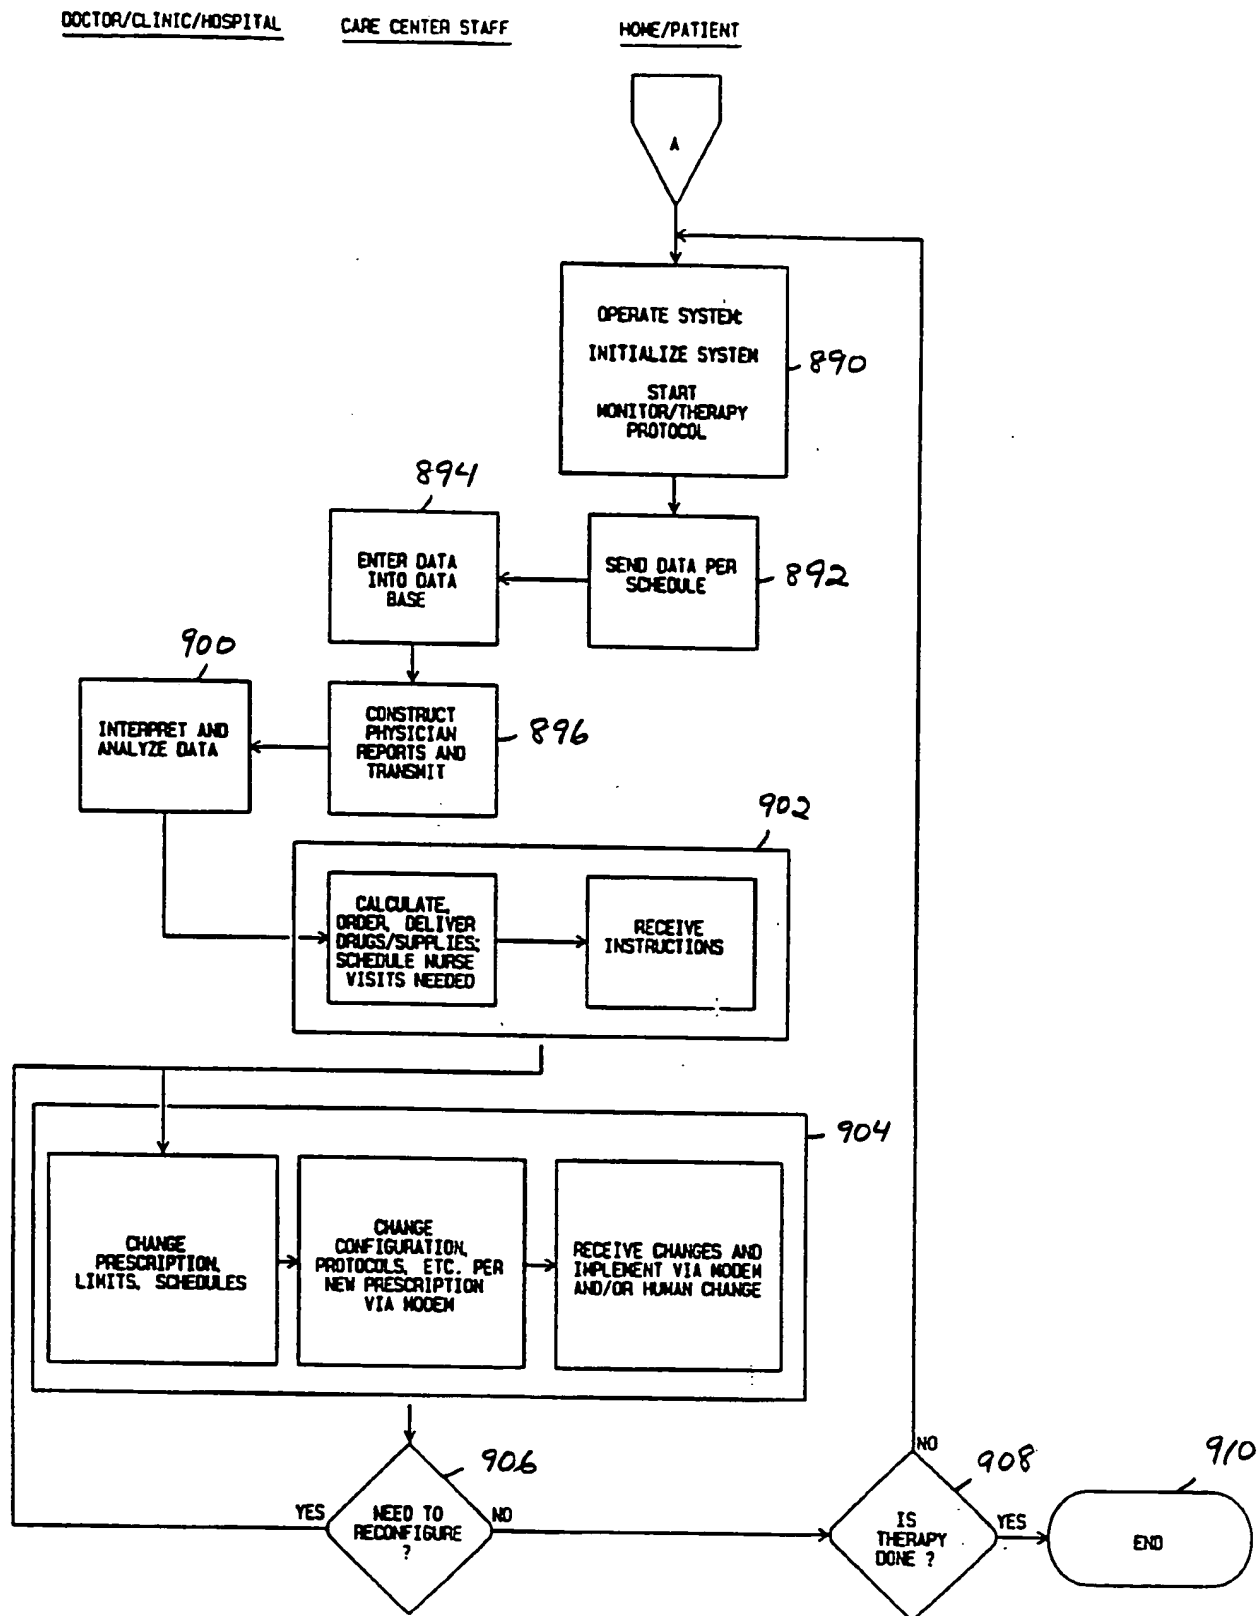 DOCTOR/CLINIC/HOSPITAL
CARE CENTER STAFF
HOME/PATIENT
A
OPERATE SYSTEM:
INITIALIZE SYSTEM
START
MONITOR/THERAPY
PROTOCOL
890
894
ENTER DATA
INTO DATA
BASE
SEND DATA PER
SCHEDULE
892
900
INTERPRET AND
ANALYZE DATA
CONSTRUCT
PHYSICIAN
REPORTS AND
TRANSMIT
896
902
CALCULATE,
ORDER, DELIVER
DRUGS/SUPPLIES;
SCHEDULE NURSE
VISITS NEEDED
RECEIVE
INSTRUCTIONS
904
CHANGE
PRESCRIPTION,
LIMITS, SCHEDULES
CHANGE
CONFIGURATION,
PROTOCOLS, ETC. PER
NEW PRESCRIPTION
VIA MODEM
RECEIVE CHANGES AND
IMPLEMENT VIA MODEM
AND/OR HUMAN CHANGE
906
YES
NEED TO
RECONFIGURE
?
NO
NO
908
IS
THERAPY
DONE ?
YES
910
END